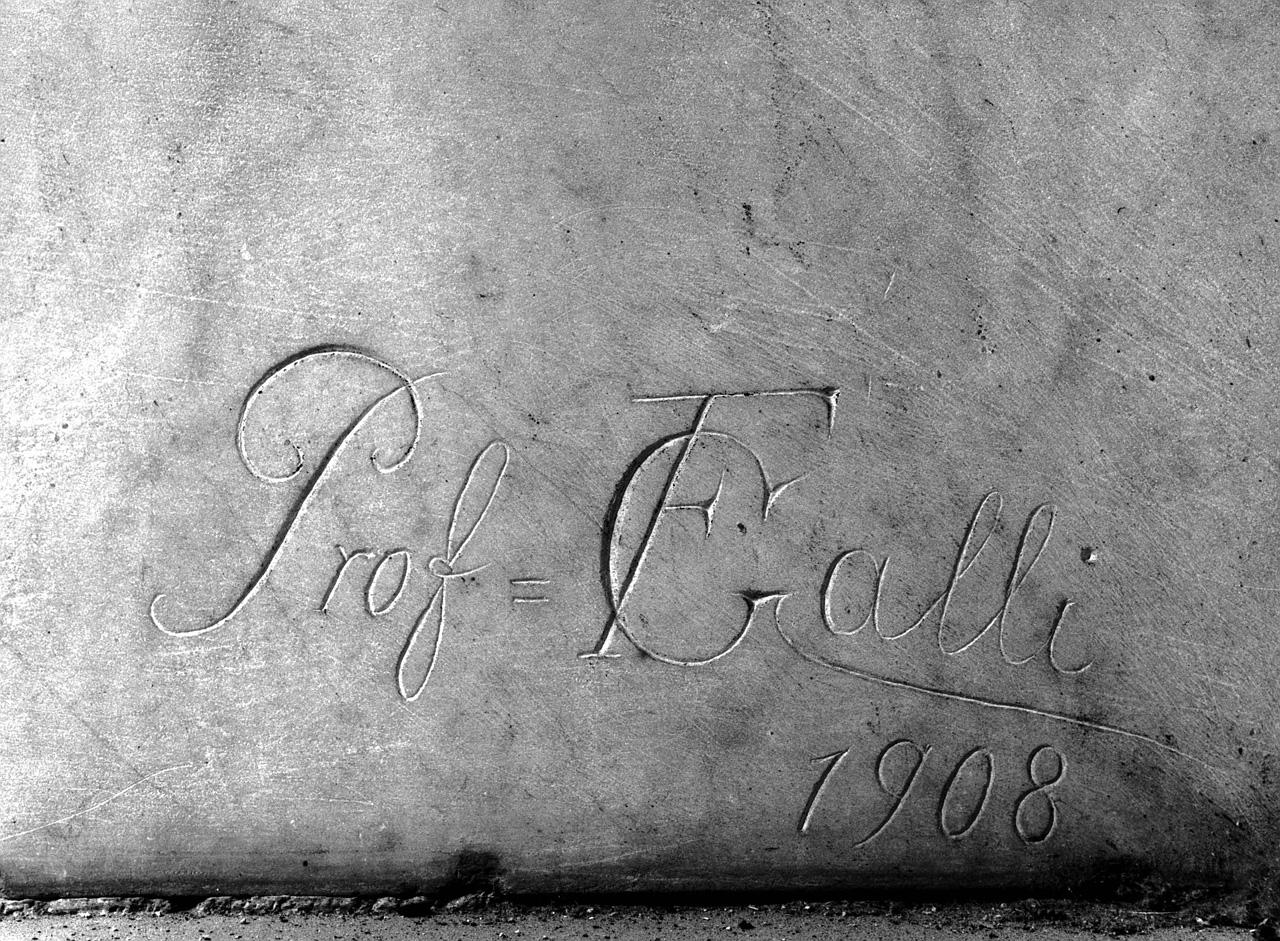 Prof = FGalli
1908